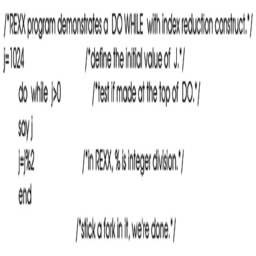 /*REXX program demonstrates a DO WHILE with index reduction construct.*/
j=1024 /*define the initial value of J.*/
do while j>0 /*test if made at the top of DO.*/
say j
j=j%2 /*in REXX, % is integer division.*/
end
/*stick a fork in it, we're done.*/